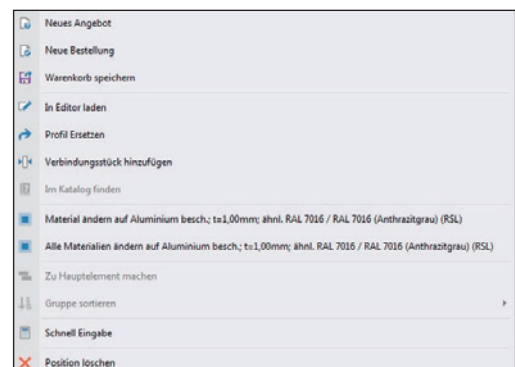 Neues Angebot
Neue Bestellung
Warenkorb speichern
In Editor laden
Profil Ersetzen
Verbindungsstück hinzufügen
Im Katalog finden
Material ändern auf Aluminium besch.; t=1,00mm; ähnl. RAL 7016 / RAL 7016 (Anthrazitgrau) (RSL)
Alle Materialien ändern auf Aluminium besch.; t=1,00mm; ähnl. RAL 7016 / RAL 7016 (Anthrazitgrau) (RSL)
Zu Hauptelement machen
Gruppe sortieren
Schnell Eingabe
Position löschen